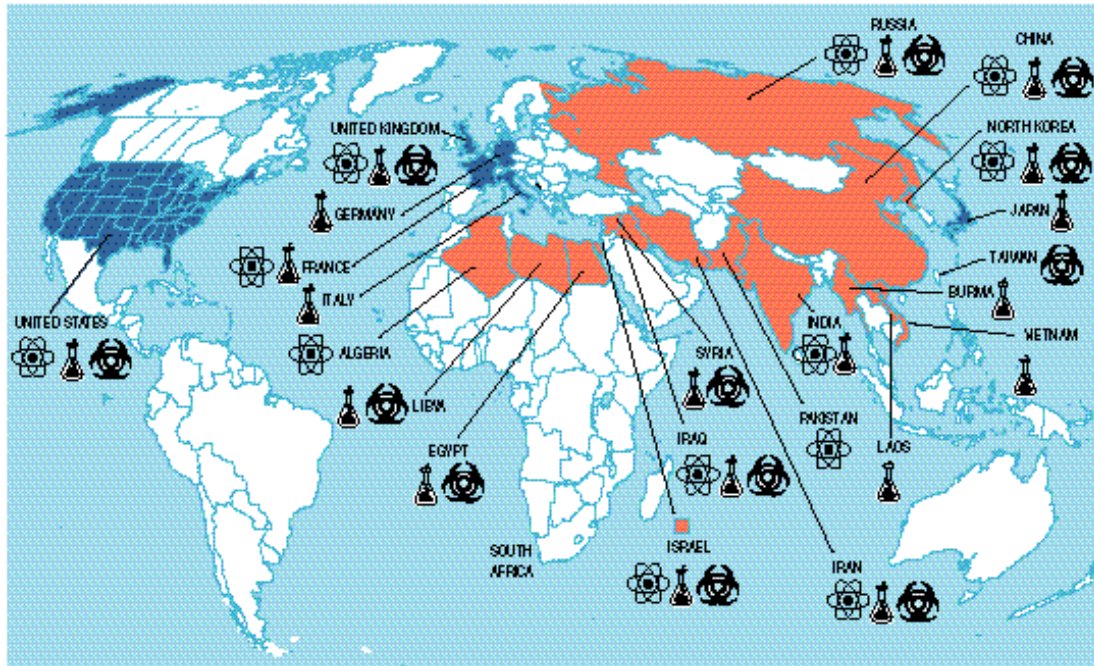 RUSSIA
CHINA
UNITED KINGDOM
NORTH KOREA
GERMANY
JAPAN
FRANCE
TAIWAN
ITALY
BURMA
UNITED STATES
INDIA
VIETNAM
ALGERIA
SYRIA
LIBYA
PAKISTAN
EGYPT
IRAQ
LAOS
SOUTH
AFRICA
ISRAEL
IRAN